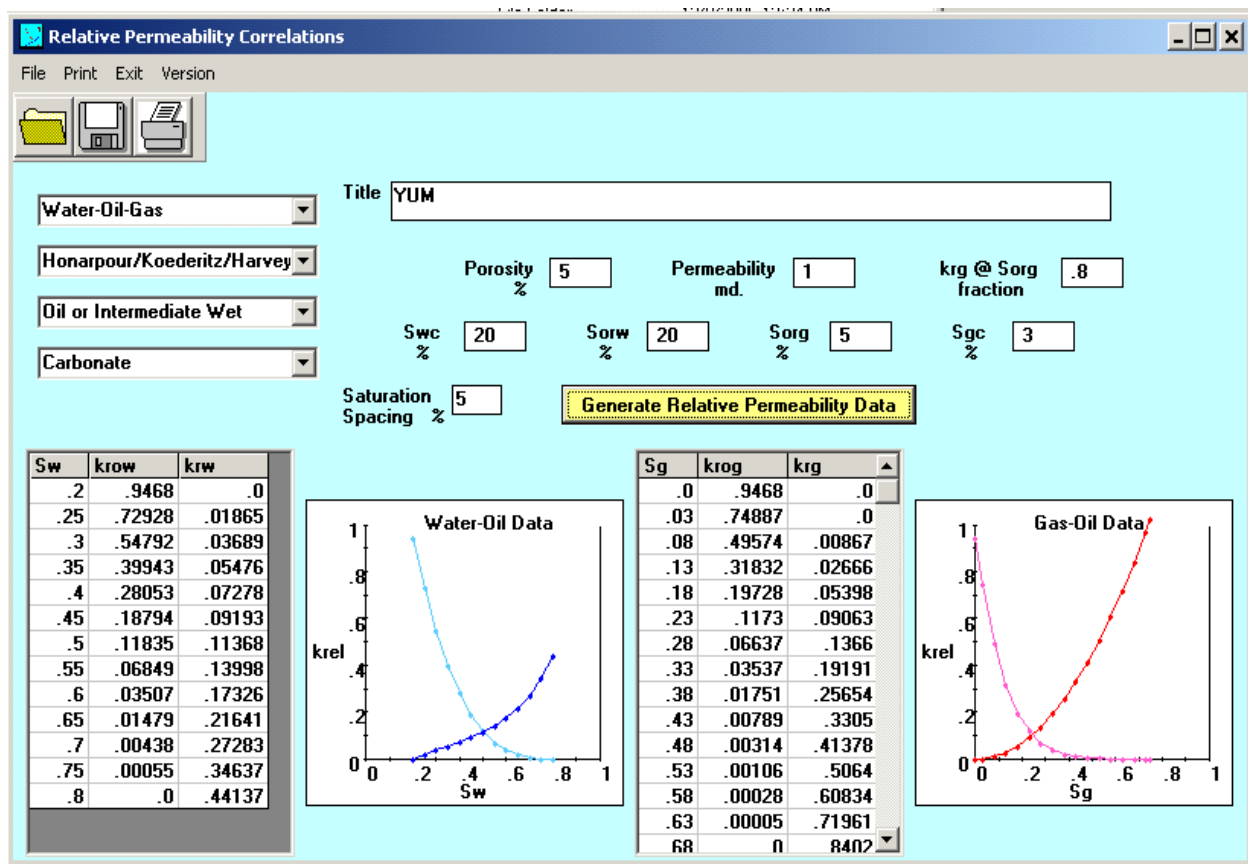 Relative Permeability Correlations
File Print Exit Version
Title YUM
Water-Oil-Gas
Honarpour/Koederitz/Harvey
Oil or Intermediate Wet
Carbonate
Porosity % 5 Permeability md. 1 krg @ Sorg fraction .8
Swc % 20 Sorw % 20 Sorg % 5 Sgc % 3
Saturation Spacing % 5 Generate Relative Permeability Data
Sw krow krw
.2 .9468 .0
.25 .72928 .01865
.3 .54792 .03689
.35 .39943 .05476
.4 .28053 .07278
.45 .18794 .09193
.5 .11835 .11368
.55 .06849 .13998
.6 .03507 .17326
.65 .01479 .21641
.7 .00438 .27283
.75 .00055 .34637
.8 .0 .44137
Water-Oil Data
1
.8
.6
krel
.4
.2
0
0 .2 .4 .6 .8 1
Sw
Sg krog krg
.0 .9468 .0
.03 .74887 .0
.08 .49574 .00867
.13 .31832 .02666
.18 .19728 .05398
.23 .1173 .09063
.28 .06637 .1366
.33 .03537 .19191
.38 .01751 .25654
.43 .00789 .3305
.48 .00314 .41378
.53 .00106 .5064
.58 .00028 .60834
.63 .00005 .71961
68 0 8402
Gas-Oil Data
1
.8
.6
krel
.4
.2
0
0 .2 .4 .6 .8 1
Sg